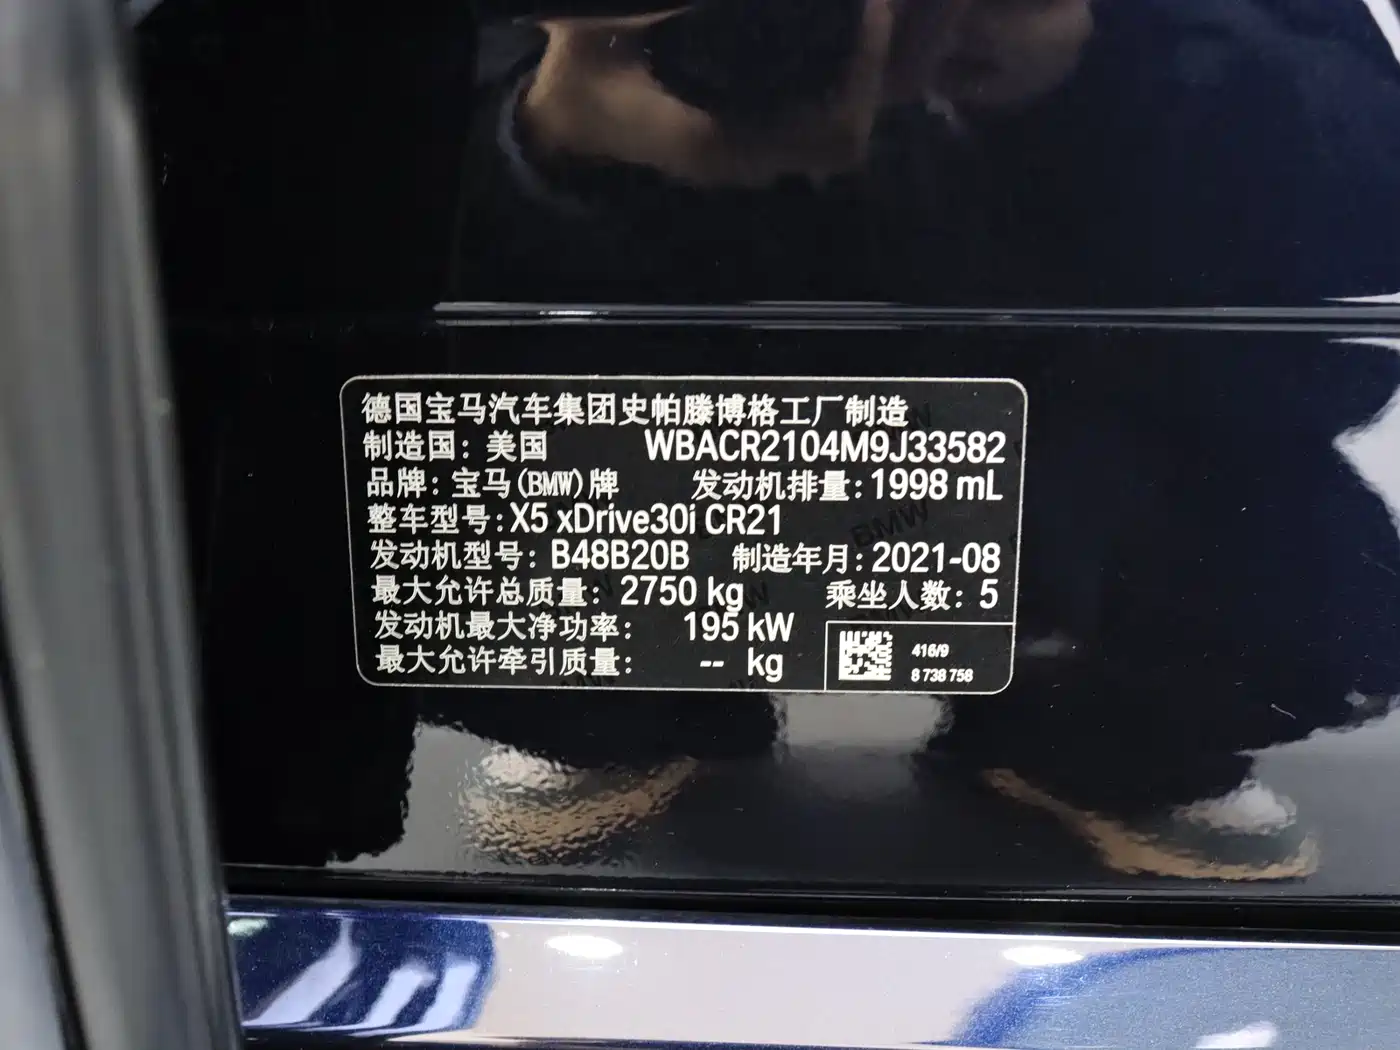 德国宝马汽车集团史帕滕博格工厂制造
制造国：美国 WBACR2104M9J33582
品牌：宝马(BMW)牌 发动机排量：1998 mL
整车型号：X5 xDrive30i CR21
发动机型号：B48B20B 制造年月：2021-08
最大允许总质量：2750 kg 乘坐人数：5
发动机最大净功率：195 kW
最大允许牵引质量：-- kg
416/9
8 738 758